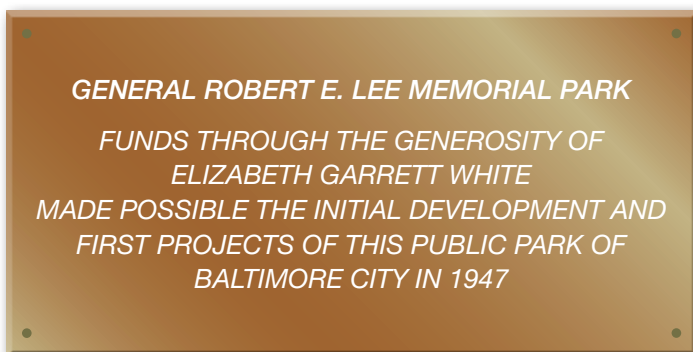 GENERAL ROBERT E. LEE MEMORIAL PARK
FUNDS THROUGH THE GENEROSITY OF
ELIZABETH GARRETT WHITE
MADE POSSIBLE THE INITIAL DEVELOPMENT AND
FIRST PROJECTS OF THIS PUBLIC PARK OF
BALTIMORE CITY IN 1947